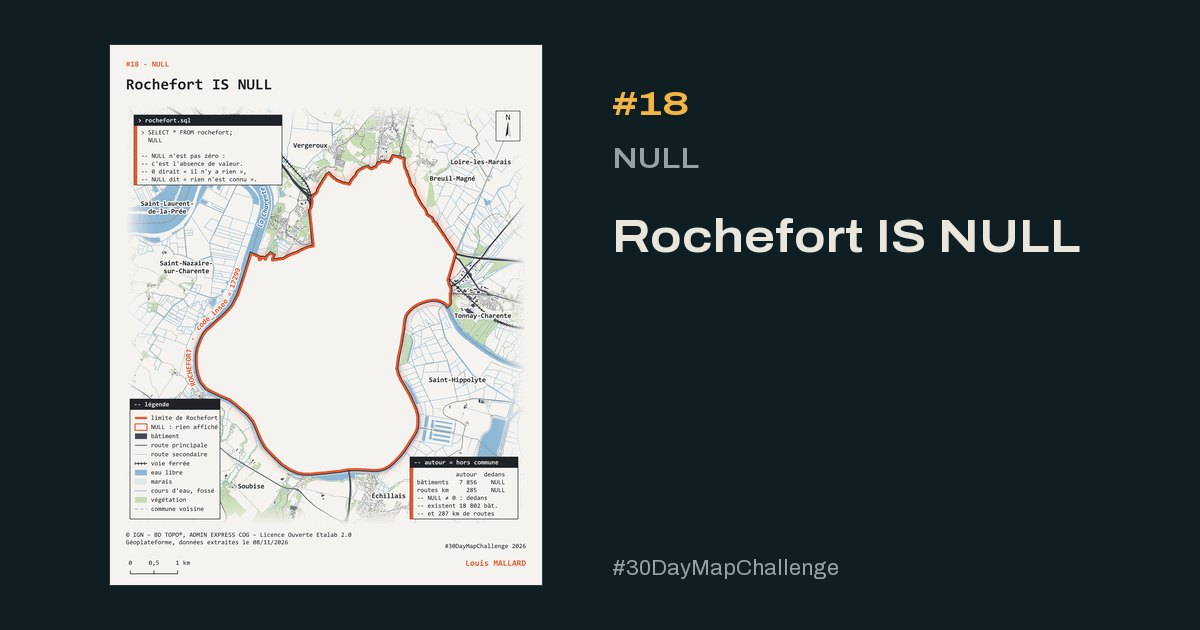 #18 - NULL
Rochefort IS NULL
> rochefort.sql
> SELECT * FROM rochefort;
NULL
-- NULL n'est pas zéro :
-- c'est l'absence de valeur.
-- 0 dirait « il n'y a rien »,
-- NULL dit « rien n'est connu ».
N
Vergeroux
Loire-les-Marais
Breuil-Magné
Saint-Laurent-
de-la-Prée
La Charente
Saint-Nazaire-
sur-Charente
ROCHEFORT - code_insee = 17299
Tonnay-Charente
Saint-Hippolyte
Soubise
Échillais
-- légende
limite de Rochefort
NULL : rien affiché
bâtiment
route principale
route secondaire
voie ferrée
eau libre
marais
cours d'eau, fossé
végétation
commune voisine
-- autour = hors commune
autour dedans
bâtiments 7 856 NULL
routes km 285 NULL
-- NULL ≠ 0 : dedans
-- existent 18 802 bât.
-- et 287 km de routes
© IGN – BD TOPO®, ADMIN EXPRESS COG – Licence Ouverte Etalab 2.0
Géoplateforme, données extraites le 08/11/2026
#30DayMapChallenge 2026
0 0,5 1 km
Louis MALLARD
#18
NULL
Rochefort IS NULL
#30DayMapChallenge